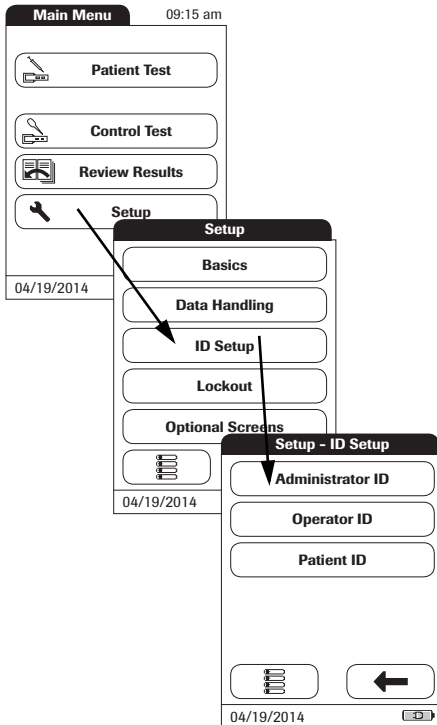 Main Menu
09:15 am
Patient Test
Control Test
Review Results
Setup
04/19/2014
Setup
Basics
Data Handling
ID Setup
Lockout
Optional Screens
04/19/2014
Setup - ID Setup
Administrator ID
Operator ID
Patient ID
04/19/2014